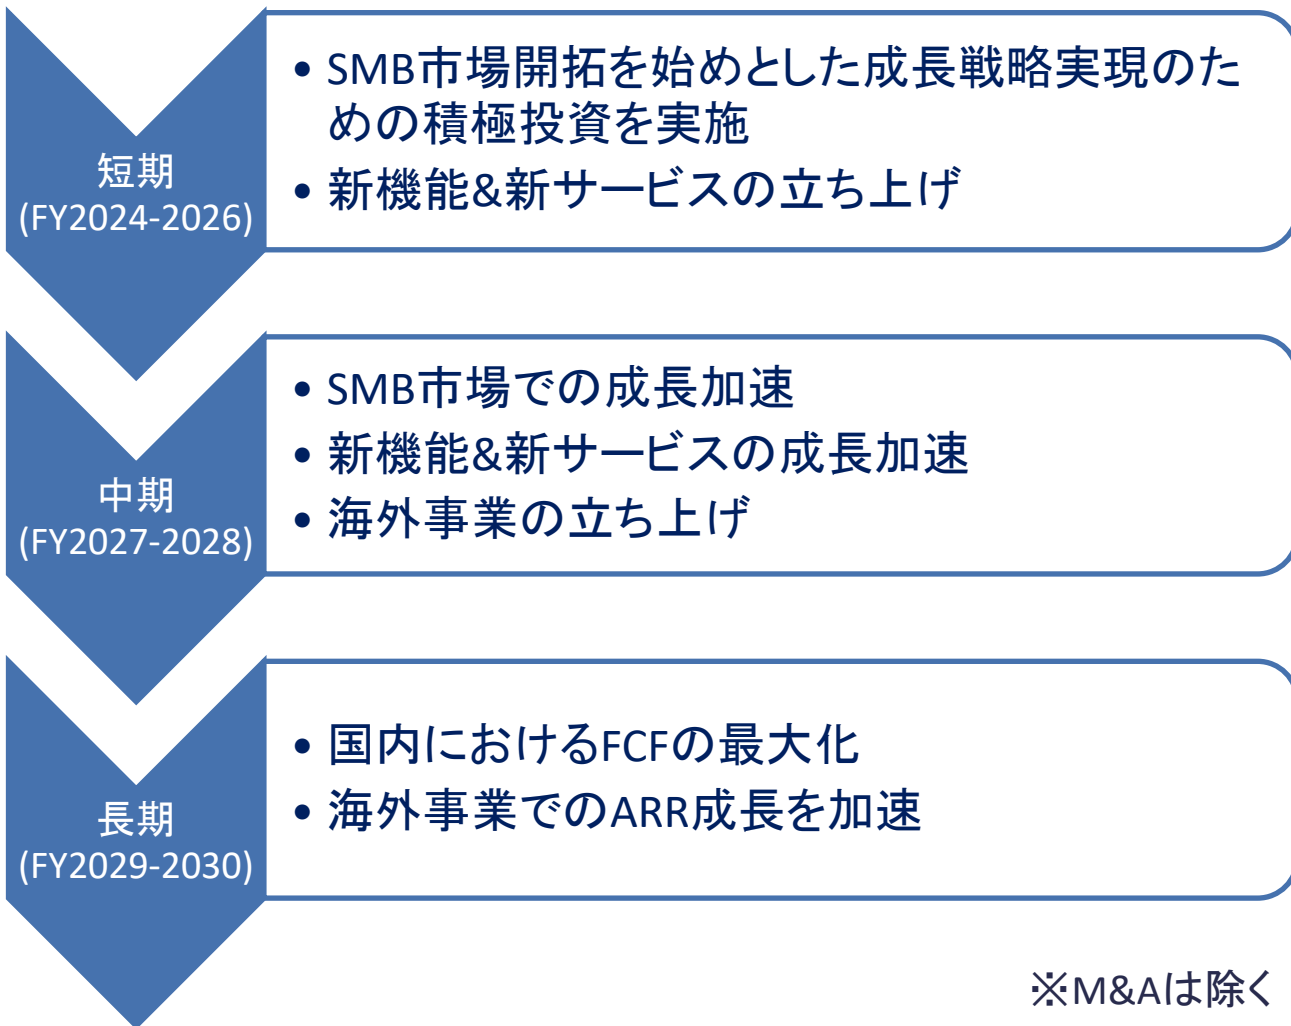 短期
(FY2024-2026)
• SMB市場開拓を始めとした成長戦略実現のた
めの積極投資を実施
• 新機能&新サービスの立ち上げ
中期
(FY2027-2028)
• SMB市場での成長加速
• 新機能&新サービスの成長加速
• 海外事業の立ち上げ
長期
(FY2029-2030)
• 国内におけるFCFの最大化
• 海外事業でのARR成長を加速
※M&Aは除く